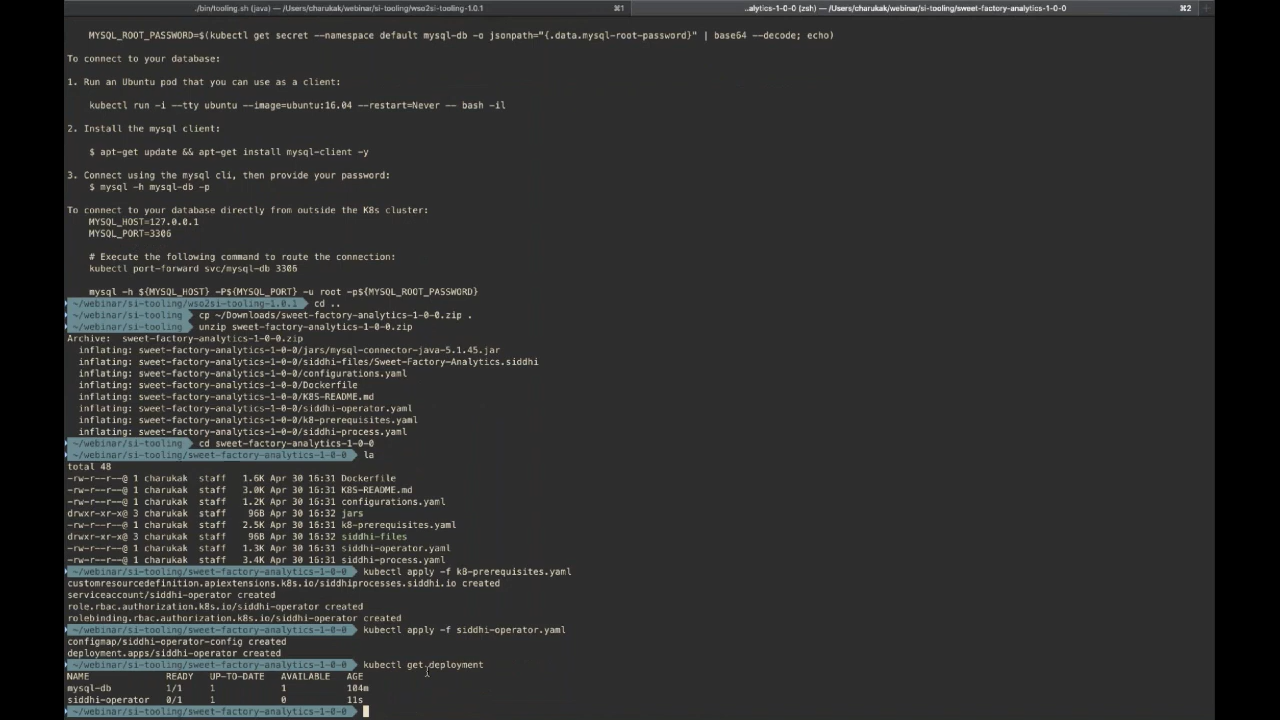 ./bin/tooling.sh (java) — /Users/charukak/webinar/si-tooling/wso2si-tooling-1.0.1 ⌘1 ..alytics-1-0-0 (zsh) — /Users/charukak/webinar/si-tooling/sweet-factory-analytics-1-0-0 ⌘2
MYSQL_ROOT_PASSWORD=$(kubectl get secret --namespace default mysql-db -o jsonpath="{.data.mysql-root-password}" | base64 --decode; echo)
To connect to your database:
1. Run an Ubuntu pod that you can use as a client:
kubectl run -i --tty ubuntu --image=ubuntu:16.04 --restart=Never -- bash -il
2. Install the mysql client:
$ apt-get update && apt-get install mysql-client -y
3. Connect using the mysql cli, then provide your password:
$ mysql -h mysql-db -p
To connect to your database directly from outside the K8s cluster:
MYSQL_HOST=127.0.0.1
MYSQL_PORT=3306
# Execute the following command to route the connection:
kubectl port-forward svc/mysql-db 3306
mysql -h ${MYSQL_HOST} -P${MYSQL_PORT} -u root -p${MYSQL_ROOT_PASSWORD}
~/webinar/si-tooling/wso2si-tooling-1.0.1 cd ..
~/webinar/si-tooling cp ~/Downloads/sweet-factory-analytics-1-0-0.zip .
~/webinar/si-tooling unzip sweet-factory-analytics-1-0-0.zip
Archive: sweet-factory-analytics-1-0-0.zip
inflating: sweet-factory-analytics-1-0-0/jars/mysql-connector-java-5.1.45.jar
inflating: sweet-factory-analytics-1-0-0/siddhi-files/Sweet-Factory-Analytics.siddhi
inflating: sweet-factory-analytics-1-0-0/configurations.yaml
inflating: sweet-factory-analytics-1-0-0/Dockerfile
inflating: sweet-factory-analytics-1-0-0/K8S-README.md
inflating: sweet-factory-analytics-1-0-0/siddhi-operator.yaml
inflating: sweet-factory-analytics-1-0-0/k8-prerequisites.yaml
inflating: sweet-factory-analytics-1-0-0/siddhi-process.yaml
~/webinar/si-tooling cd sweet-factory-analytics-1-0-0
~/webinar/si-tooling/sweet-factory-analytics-1-0-0 la
total 48
-rw-r--r--@ 1 charukak staff 1.6K Apr 30 16:31 Dockerfile
-rw-r--r--@ 1 charukak staff 3.0K Apr 30 16:31 K8S-README.md
-rw-r--r--@ 1 charukak staff 1.2K Apr 30 16:31 configurations.yaml
drwxr-xr-x@ 3 charukak staff 96B Apr 30 16:32 jars
-rw-r--r--@ 1 charukak staff 2.5K Apr 30 16:31 k8-prerequisites.yaml
drwxr-xr-x@ 3 charukak staff 96B Apr 30 16:32 siddhi-files
-rw-r--r--@ 1 charukak staff 1.3K Apr 30 16:31 siddhi-operator.yaml
-rw-r--r--@ 1 charukak staff 3.4K Apr 30 16:31 siddhi-process.yaml
~/webinar/si-tooling/sweet-factory-analytics-1-0-0 kubectl apply -f k8-prerequisites.yaml
customresourcedefinition.apiextensions.k8s.io/siddhiprocesses.siddhi.io created
serviceaccount/siddhi-operator created
role.rbac.authorization.k8s.io/siddhi-operator created
rolebinding.rbac.authorization.k8s.io/siddhi-operator created
~/webinar/si-tooling/sweet-factory-analytics-1-0-0 kubectl apply -f siddhi-operator.yaml
configmap/siddhi-operator-config created
deployment.apps/siddhi-operator created
~/webinar/si-tooling/sweet-factory-analytics-1-0-0 kubectl get deployment
NAME READY UP-TO-DATE AVAILABLE AGE
mysql-db 1/1 1 1 104m
siddhi-operator 0/1 1 0 11s
~/webinar/si-tooling/sweet-factory-analytics-1-0-0